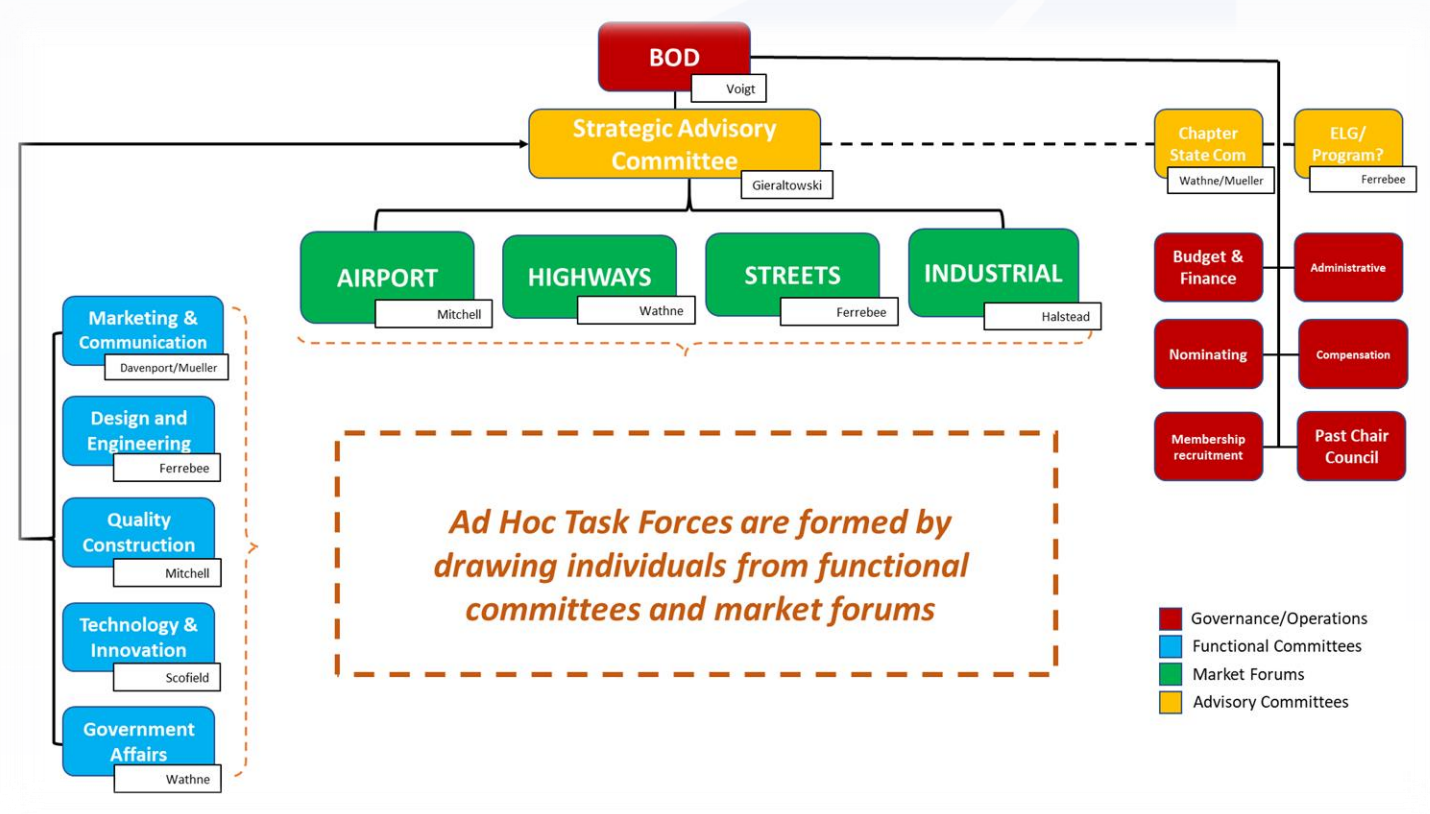 BOD
Voigt
Strategic Advisory
Committee
Gieraltowski
Chapter
State Com
Wathne/Mueller
ELG/
Program?
Ferrebee
AIRPORT
Mitchell
HIGHWAYS
Wathne
STREETS
Ferrebee
INDUSTRIAL
Halstead
Budget &
Finance
Administrative
Nominating
Compensation
Membership
recruitment
Past Chair
Council
Marketing &
Communication
Davenport/Mueller
Design and
Engineering
Ferrebee
Quality
Construction
Mitchell
Technology &
Innovation
Scofield
Government
Affairs
Wathne
Ad Hoc Task Forces are formed by
drawing individuals from functional
committees and market forums
Governance/Operations
Functional Committees
Market Forums
Advisory Committees